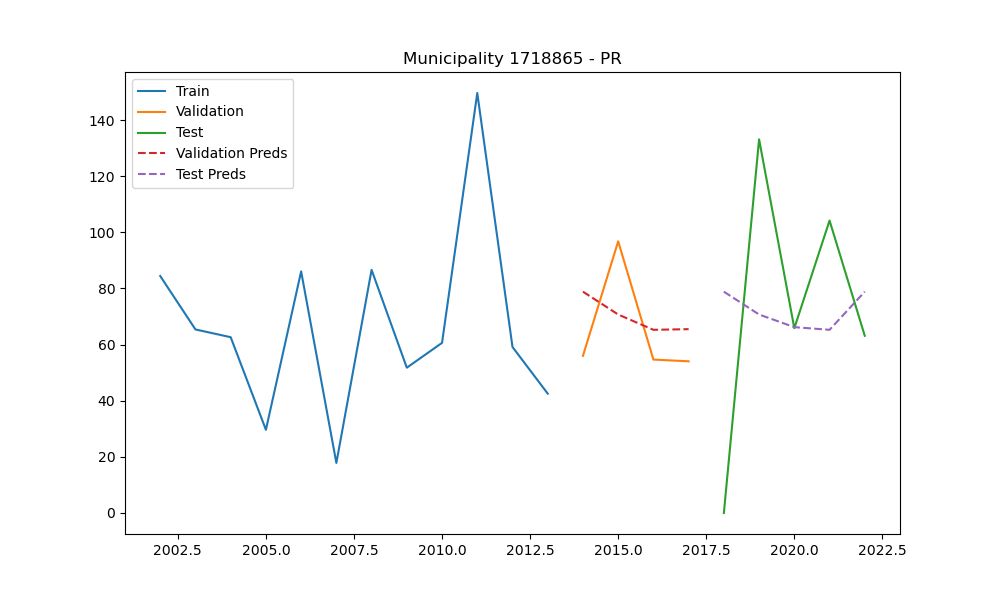 Municipality 1718865 - PR
Train
Validation
Test
Validation Preds
Test Preds
140
120
100
80
60
40
20
0
2002.5 2005.0 2007.5 2010.0 2012.5 2015.0 2017.5 2020.0 2022.5